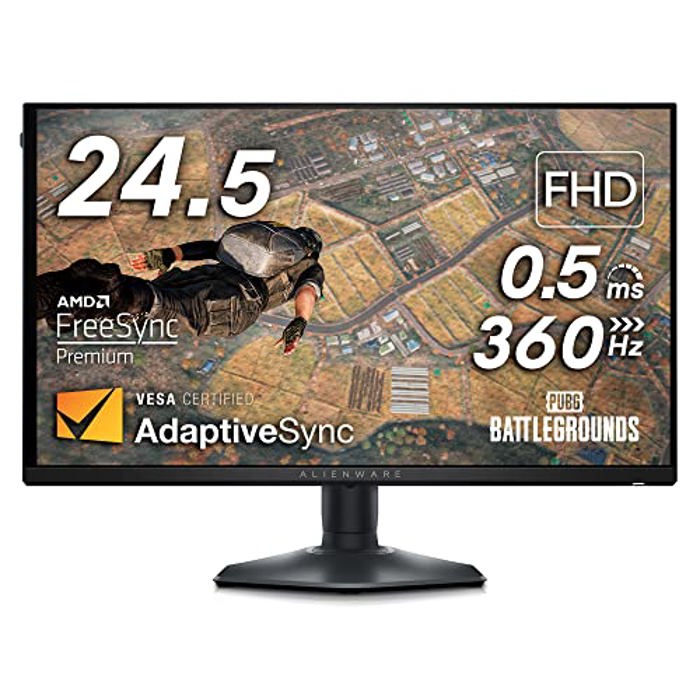 24.5
FHD
0.5 ms
360 Hz
AMD
FreeSync
Premium
VESA CERTIFIED
AdaptiveSync
PUBG
BATTLEGROUNDS
ALIENWARE